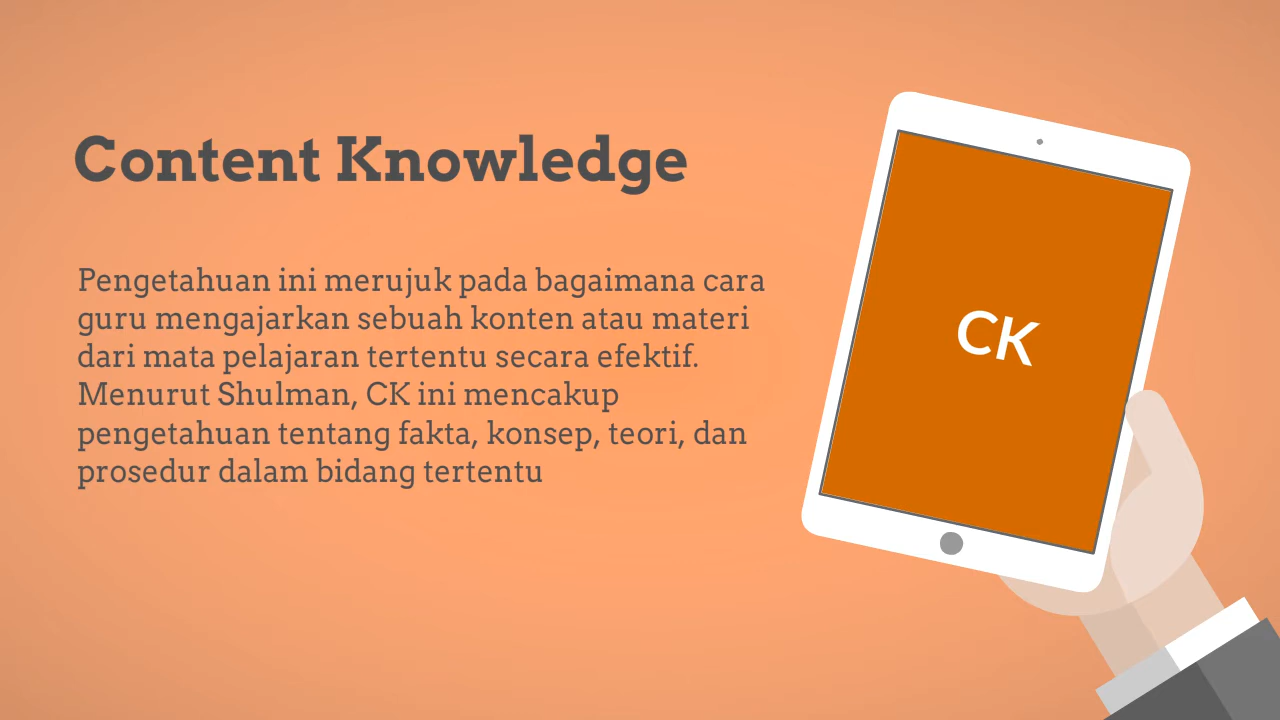 Content Knowledge
Pengetahuan ini merujuk pada bagaimana cara
guru mengajarkan sebuah konten atau materi
dari mata pelajaran tertentu secara efektif.
Menurut Shulman, CK ini mencakup
pengetahuan tentang fakta, konsep, teori, dan
prosedur dalam bidang tertentu
CK